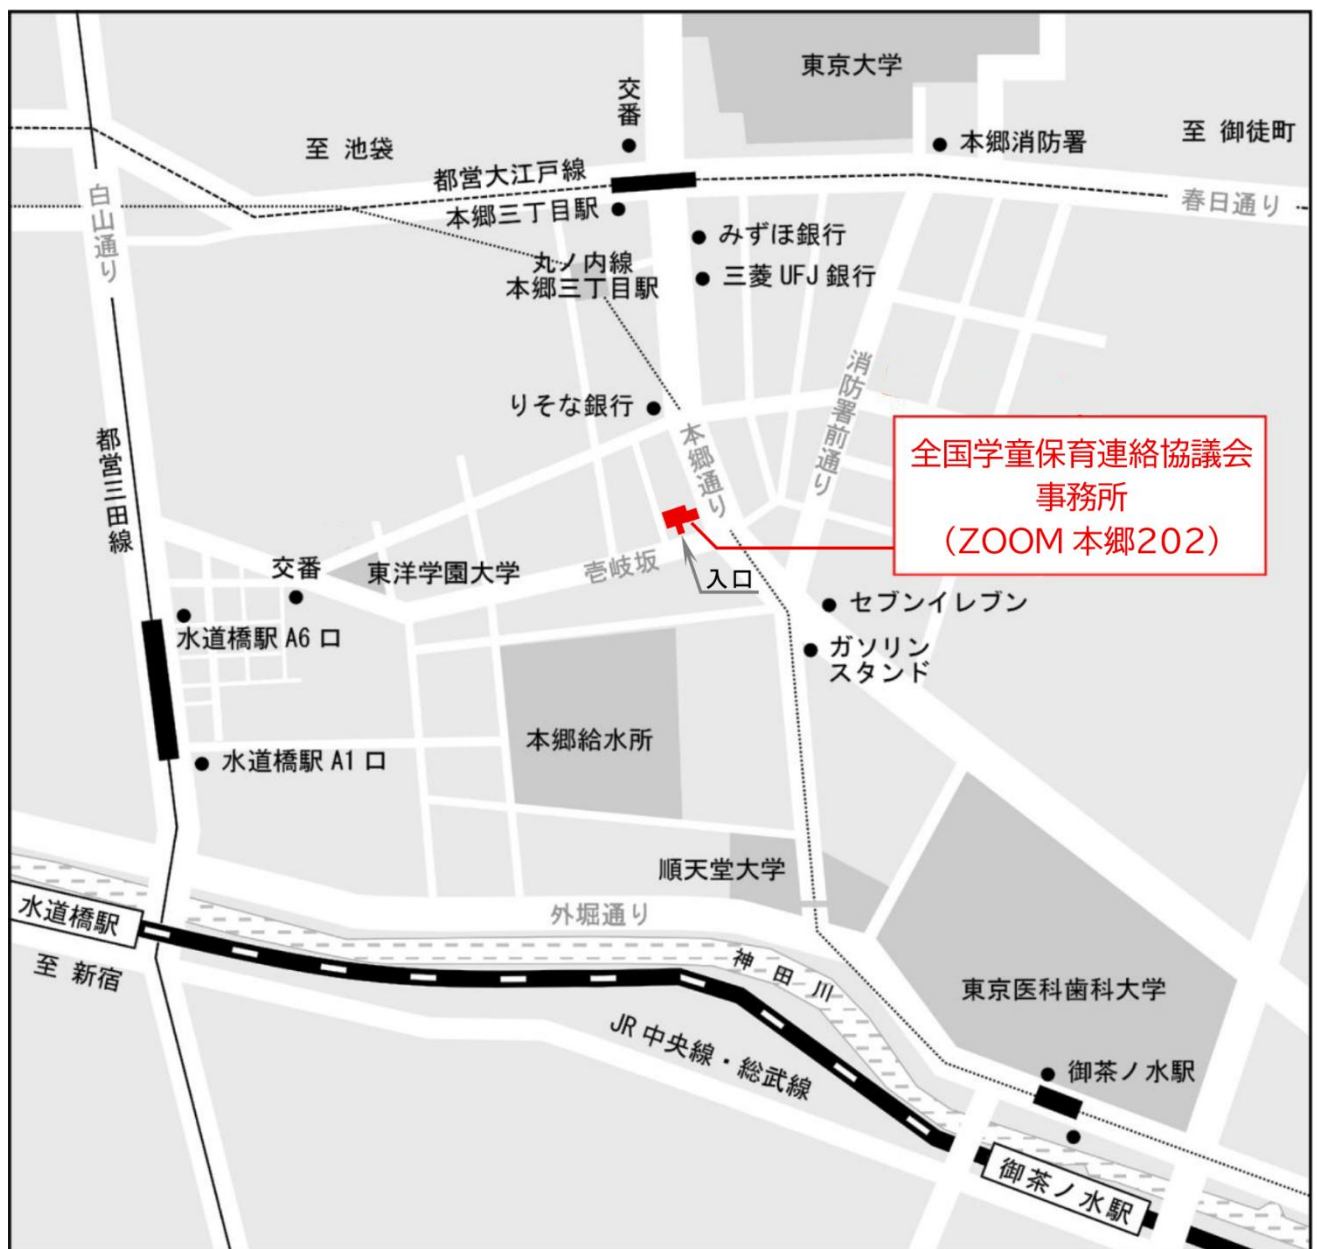 東京大学
交番
至 池袋
本郷消防署
至 御徒町
都営大江戸線
白山通り
春日通り
本郷三丁目駅
みずほ銀行
丸ノ内線
本郷三丁目駅
三菱 UFJ 銀行
消防署前通り
りそな銀行
本郷通り
都営三田線
全国学童保育連絡協議会
事務所
（ZOOM 本郷202）
交番
東洋学園大学
壱岐坂
入口
セブンイレブン
水道橋駅 A6 口
ガソリン
スタンド
本郷給水所
水道橋駅 A1 口
順天堂大学
水道橋駅
外堀通り
至 新宿
神田川
東京医科歯科大学
JR 中央線・総武線
御茶ノ水駅
御茶ノ水駅